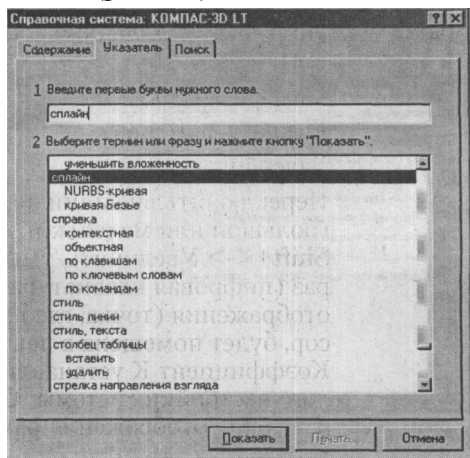 Справочная система: КОМПАС-3D LT
Содержание Указатель Поиск
1 Введите первые буквы нужного слова.
сплайн
2 Выберите термин или фразу и нажмите кнопку "Показать".
уменьшить вложенность
сплайн
NURBS-кривая
кривая Безье
справка
контекстная
объектная
по клавишам
по ключевым словам
по командам
стиль
стиль, линии
стиль, текста
столбец таблицы
вставить
удалить
стрелка направления взгляда
Показать Печать... Отмена